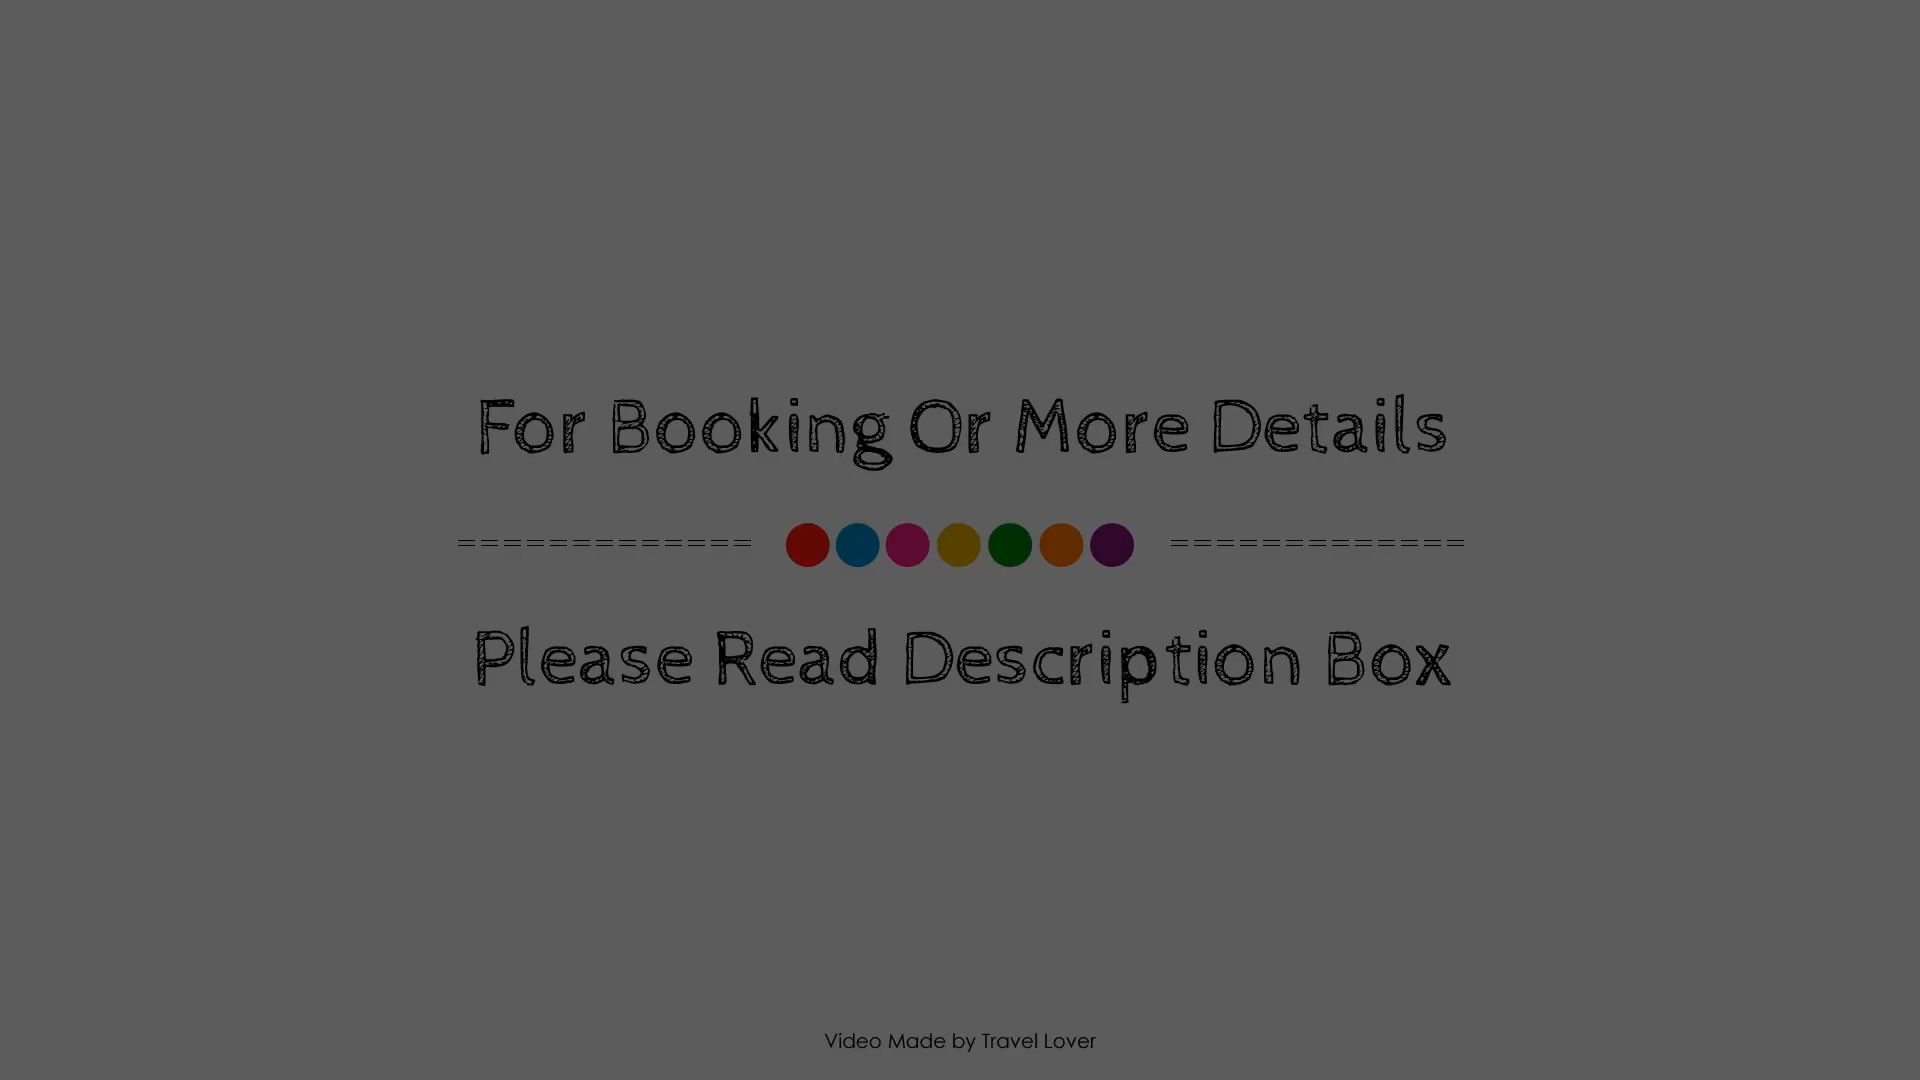 For Booking Or More Details
============= =============
Please Read Description Box
Video Made by Travel Lover